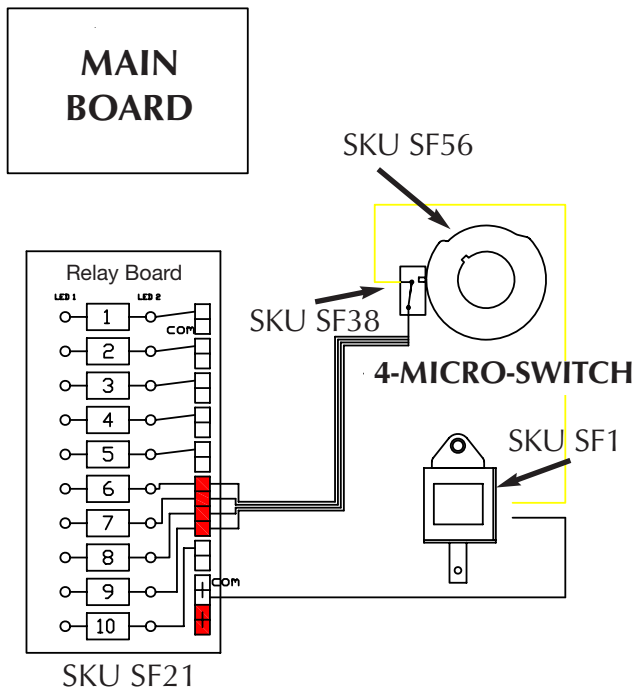 MAIN
BOARD
SKU SF56
Relay Board
LED 1 LED 2
1
COM
SKU SF38
2
4-MICRO-SWITCH
3
4
SKU SF1
5
6
7
8
COM
9
+
10
+
SKU SF21